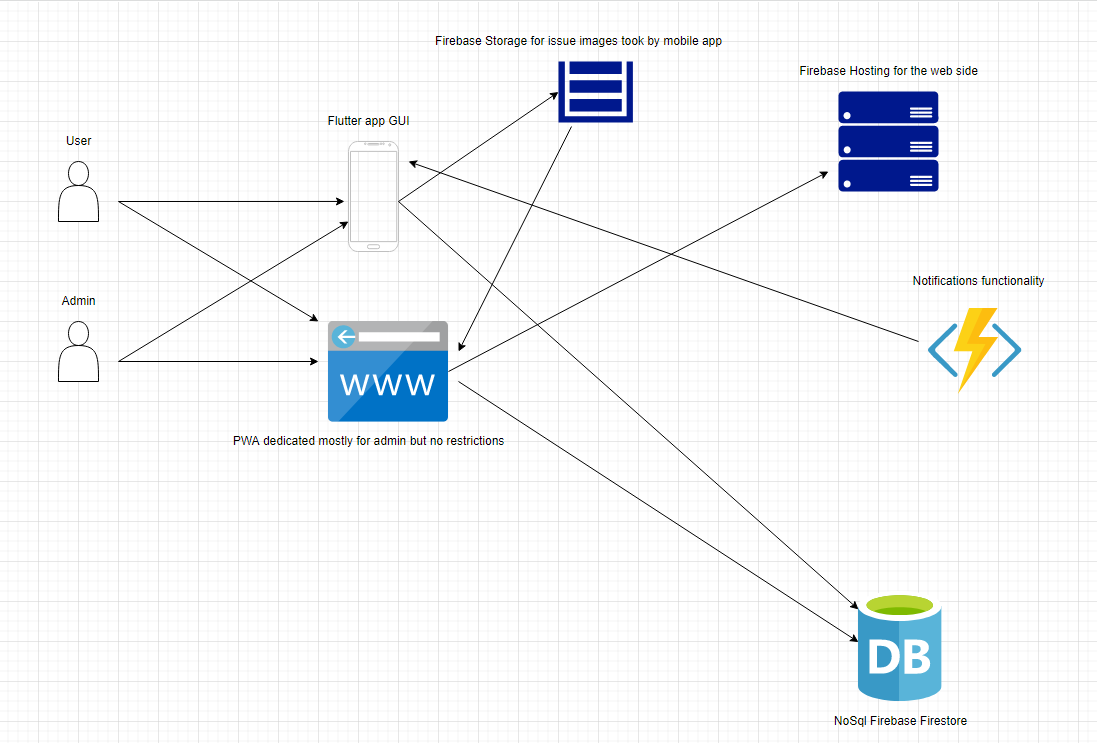 Firebase Storage for issue images took by mobile app
Firebase Hosting for the web side
Flutter app GUI
User
Notifications functionality
Admin
WWW
PWA dedicated mostly for admin but no restrictions
DB
NoSql Firebase Firestore